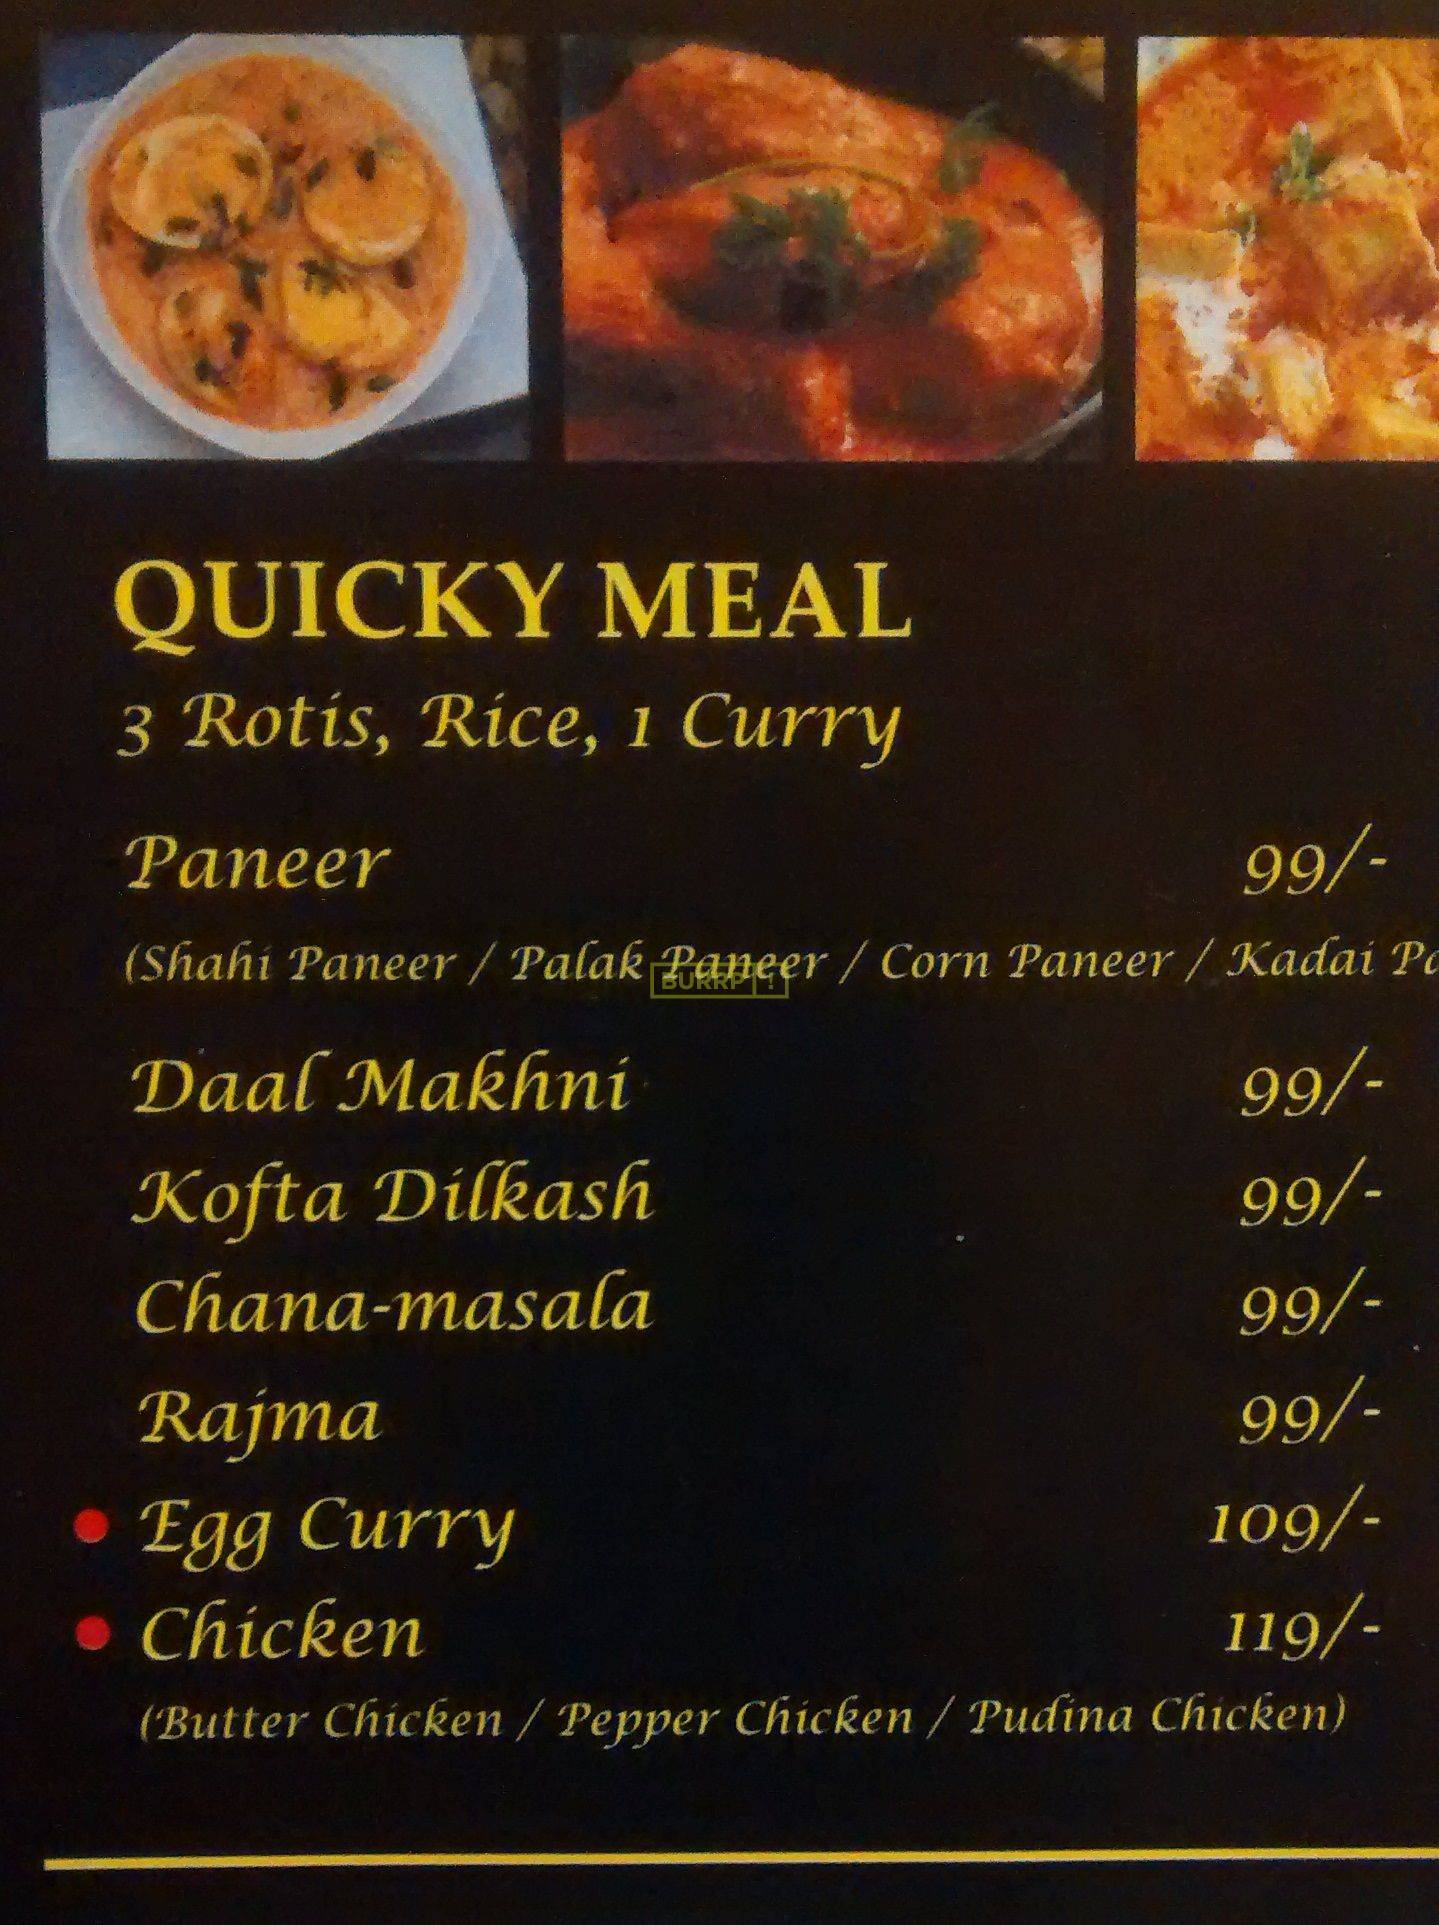 QUICKY MEAL
3 Rotis, Rice, 1 Curry
Paneer 99/-
(Shahi Paneer / Palak Paneer / Corn Paneer / Kadai
BURRP!
Daal Makhni 99/-
Kofta Dilkash 99/-
Chana-masala 99/-
Rajma 99/-
Egg Curry 109/-
Chicken 119/-
(Butter Chicken / Pepper Chicken / Pudina Chicken)